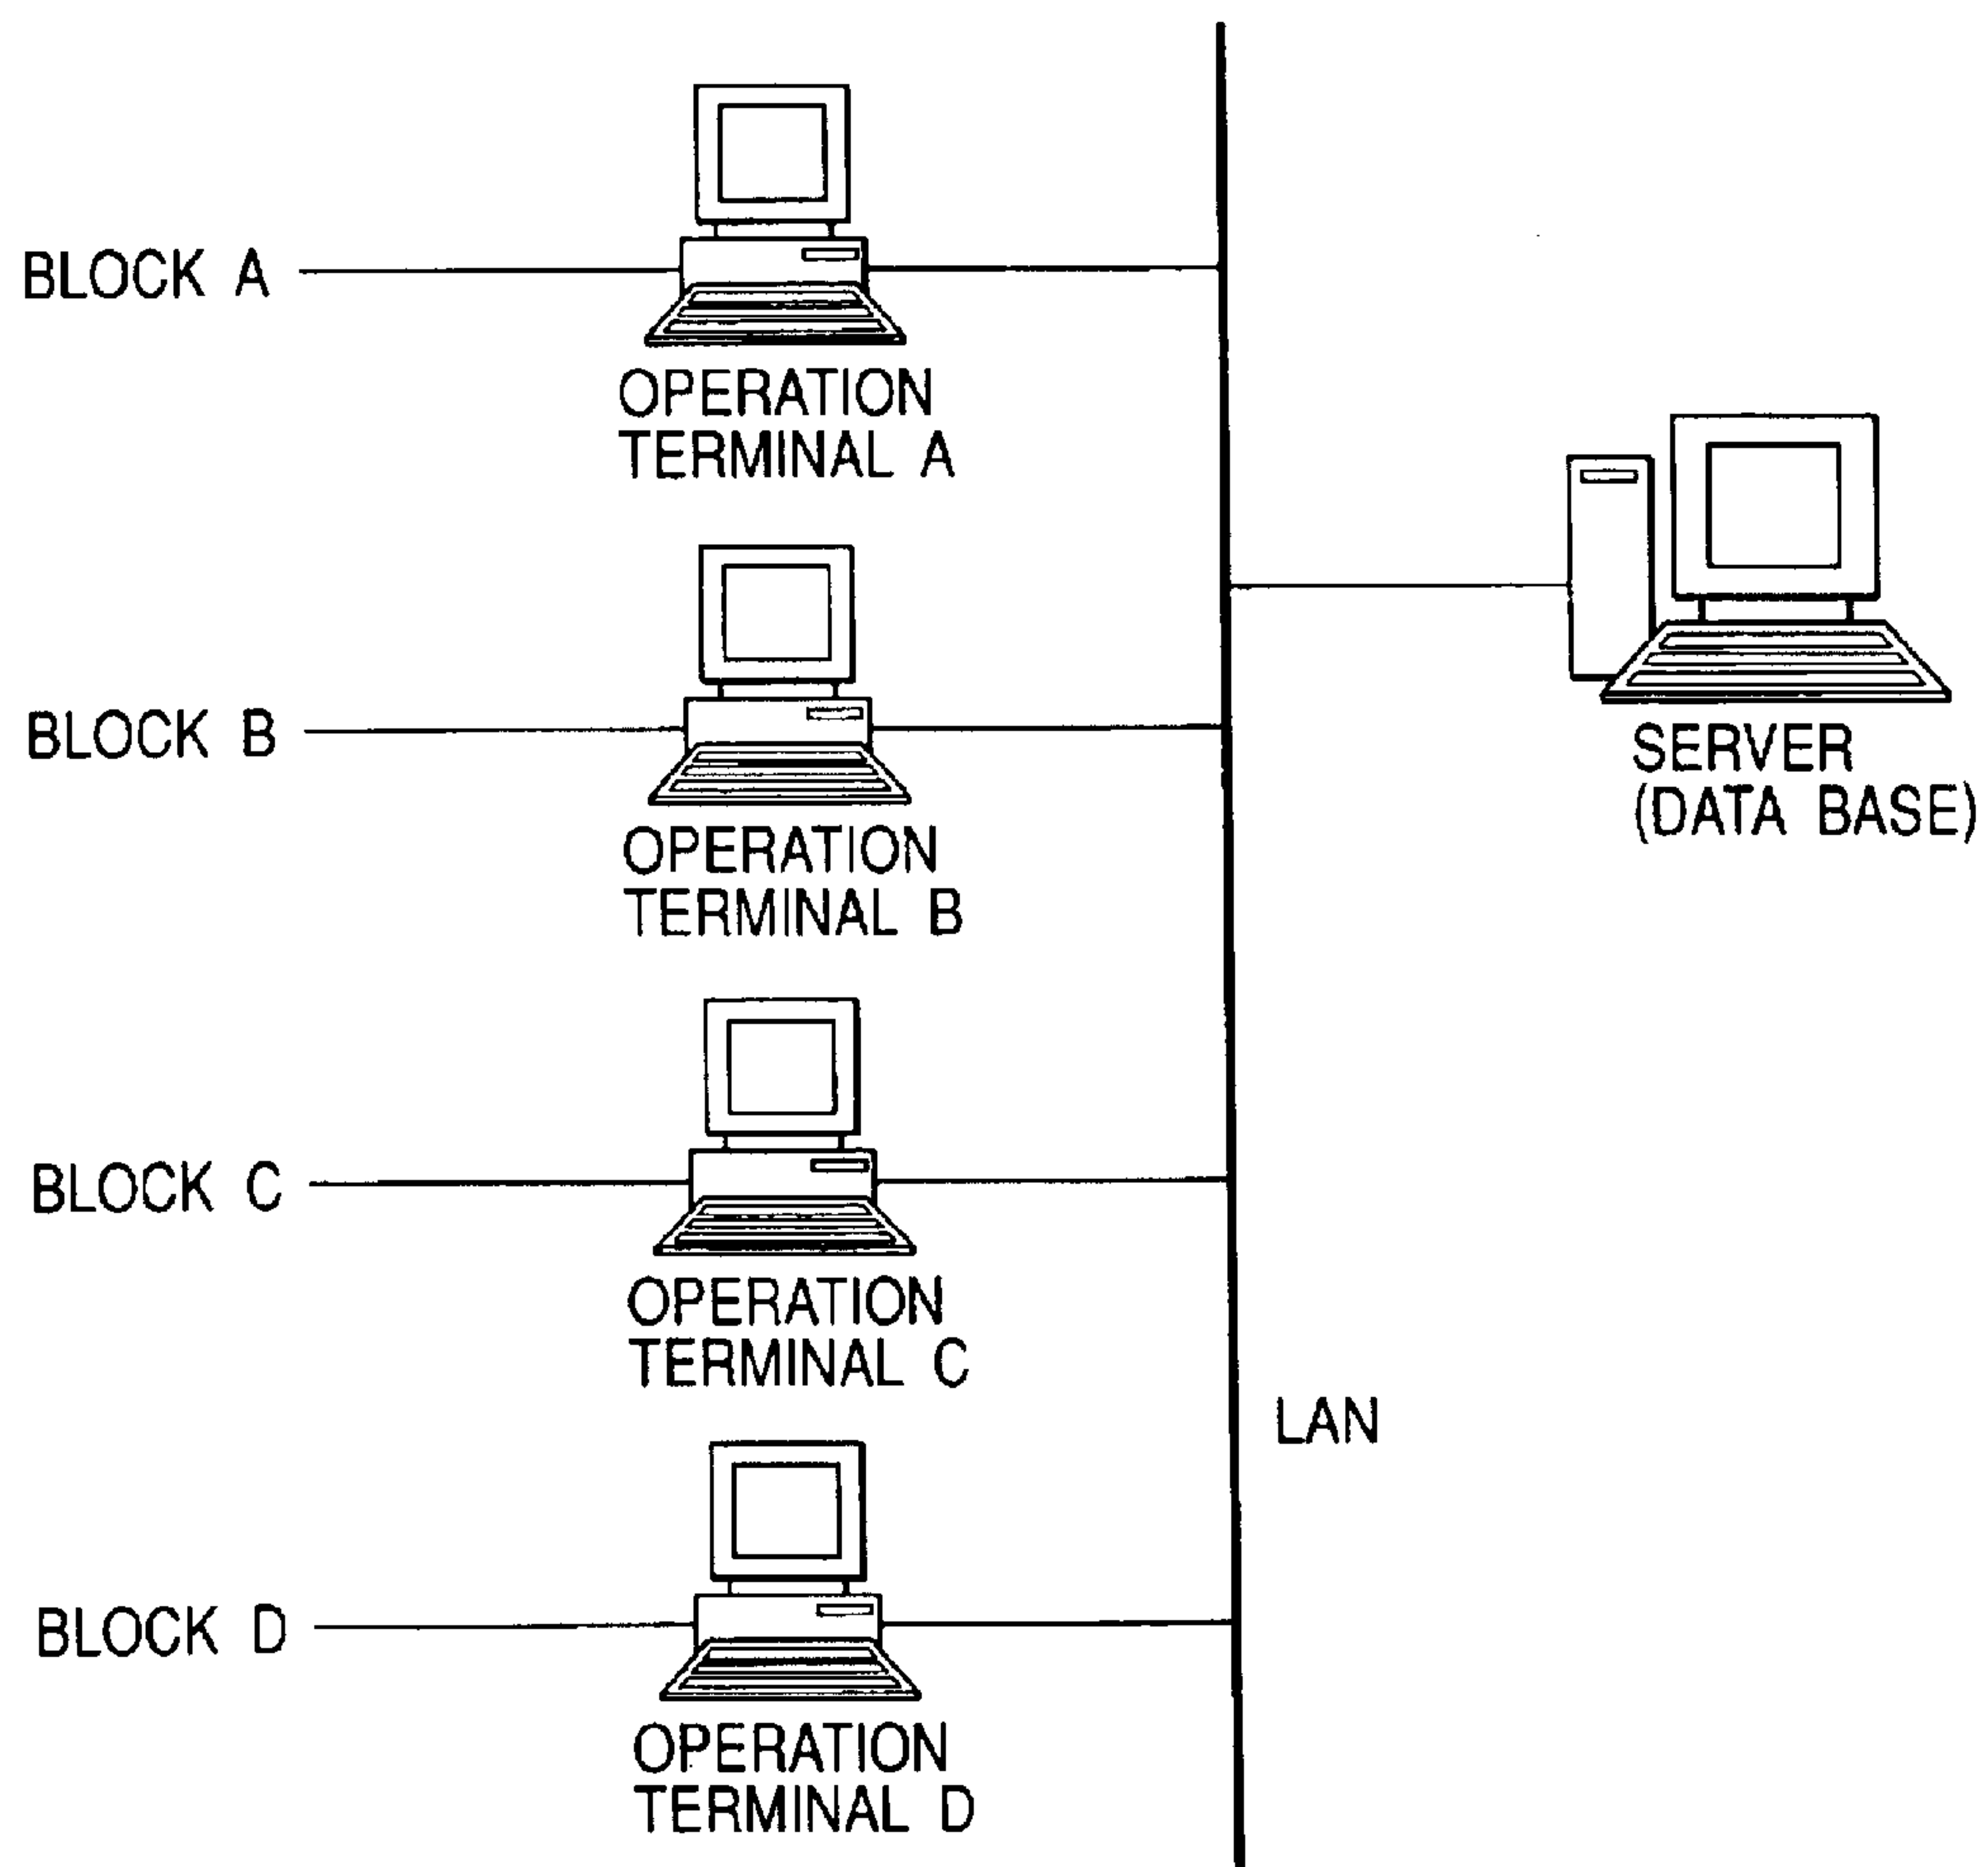 BLOCK A
OPERATION
TERMINAL A
BLOCK B
OPERATION
TERMINAL B
SERVER
(DATA BASE)
BLOCK C
OPERATION
TERMINAL C
LAN
BLOCK D
OPERATION
TERMINAL D